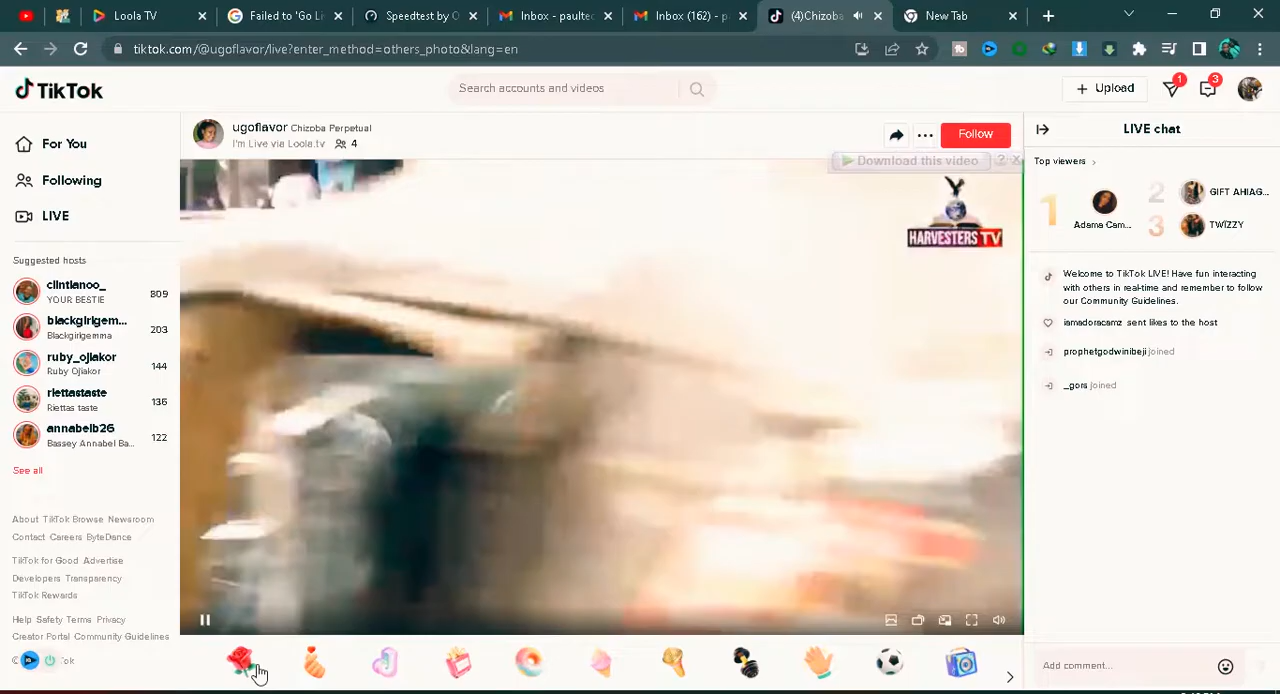 Loola TV
Failed to 'Go Li
Speedtest by O
Inbox - paultec
Inbox (162) - p
(4)Chizoba
New Tab
tiktok.com/@ugoflavor/live?enter_method=others_photo&lang=en
TikTok
Search accounts and videos
Upload
1
3
For You
Following
LIVE
Suggested hosts
clintianoo_
YOUR BESTIE
809
blackgirlgem...
Blackgirlgemma
203
ruby_ojiakor
Ruby Ojiakor
144
riettastaste
Riettas taste
136
annabelb26
Bassey Annabel Ba...
122
See all
About TikTok Browse Newsroom
Contact Careers ByteDance
TikTok for Good Advertise
Developers Transparency
TikTok Rewards
Help Safety Terms Privacy
Creator Portal Community Guidelines
ugoflavor Chizoba Perpetual
I'm Live via Loola.tv 4
Follow
Download this video
HARVESTERS TV
LIVE chat
Top viewers
1
Adama Cam...
2
GIFT AHIAG...
3
TWIZZY
Welcome to TikTok LIVE! Have fun interacting
with others in real-time and remember to follow
our Community Guidelines.
iamadoracamz sent likes to the host
prophetgodwinibeji joined
_gors joined
Add comment...